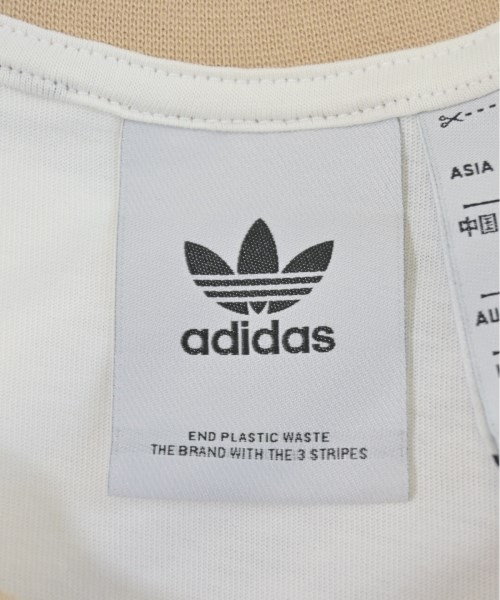 adidas
END PLASTIC WASTE
THE BRAND WITH THE 3 STRIPES
ASIA
中国
AU